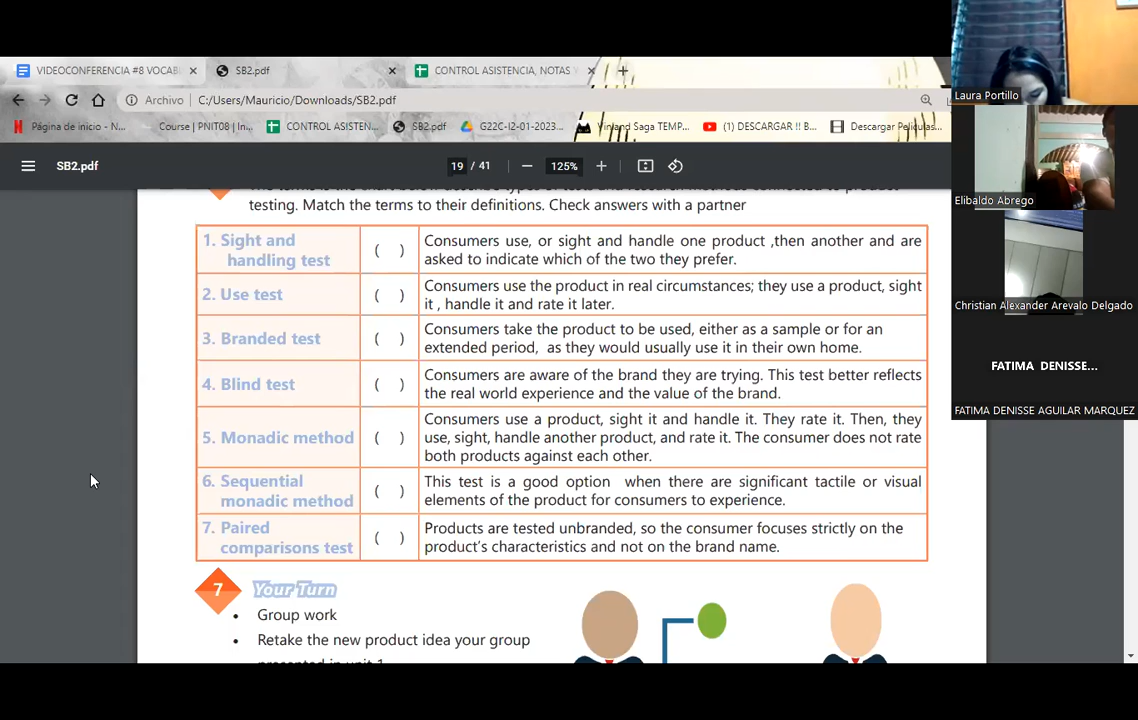 VIDEOCONFERENCIA #8 VOCAB
SB2.pdf
CONTROL ASISTENCIA, NOTAS
Archivo
C:/Users/Mauricio/Downloads/SB2.pdf
Página de inicio - N...
Course | PNIT08 | In...
CONTROL ASISTEN...
SB2.pdf
G22C-I2-01-2023...
Vinland Saga TEMP...
(1) DESCARGAR !! B...
Descargar Películas...
SB2.pdf
19 / 41
125%
testing. Match the terms to their definitions. Check answers with a partner
1. Sight and
handling test
( )
Consumers use, or sight and handle one product ,then another and are
asked to indicate which of the two they prefer.
2. Use test
( )
Consumers use the product in real circumstances; they use a product, sight
it , handle it and rate it later.
3. Branded test
( )
Consumers take the product to be used, either as a sample or for an
extended period, as they would usually use it in their own home.
4. Blind test
( )
Consumers are aware of the brand they are trying. This test better reflects
the real world experience and the value of the brand.
5. Monadic method
( )
Consumers use a product, sight it and handle it. They rate it. Then, they
use, sight, handle another product, and rate it. The consumer does not rate
both products against each other.
6. Sequential
monadic method
( )
This test is a good option when there are significant tactile or visual
elements of the product for consumers to experience.
7. Paired
comparisons test
( )
Products are tested unbranded, so the consumer focuses strictly on the
product's characteristics and not on the brand name.
7
Your Turn
• Group work
• Retake the new product idea your group
presented in unit 1
Laura Portillo
Elibaldo Abrego
Christian Alexander Arevalo Delgado
FATIMA DENISSE...
FATIMA DENISSE AGUILAR MARQUEZ